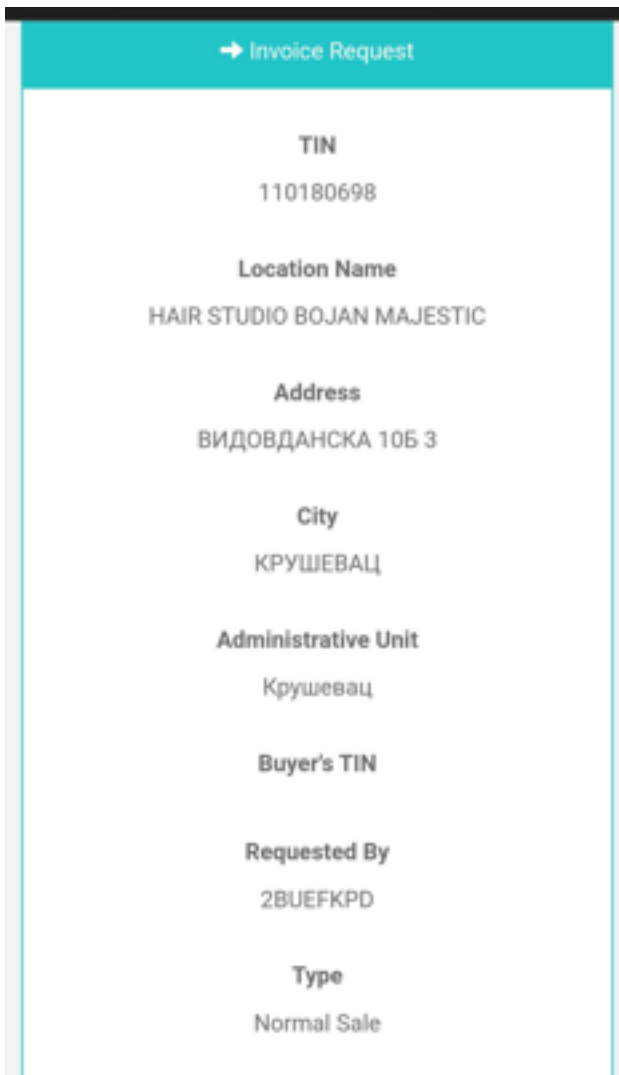 ➜ Invoice Request
TIN
110180698
Location Name
HAIR STUDIO BOJAN MAJESTIC
Address
ВИДОВДАНСКА 10Б 3
City
КРУШЕВАЦ
Administrative Unit
Крушевац
Buyer's TIN
Requested By
2BUEFKPD
Type
Normal Sale